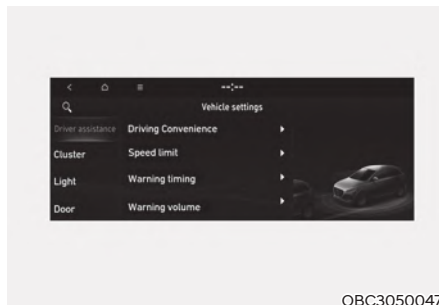 --:--
Vehicle settings
Driver assistance
Driving Convenience
Cluster
Speed limit
Light
Warning timing
Door
Warning volume
OBC3050047